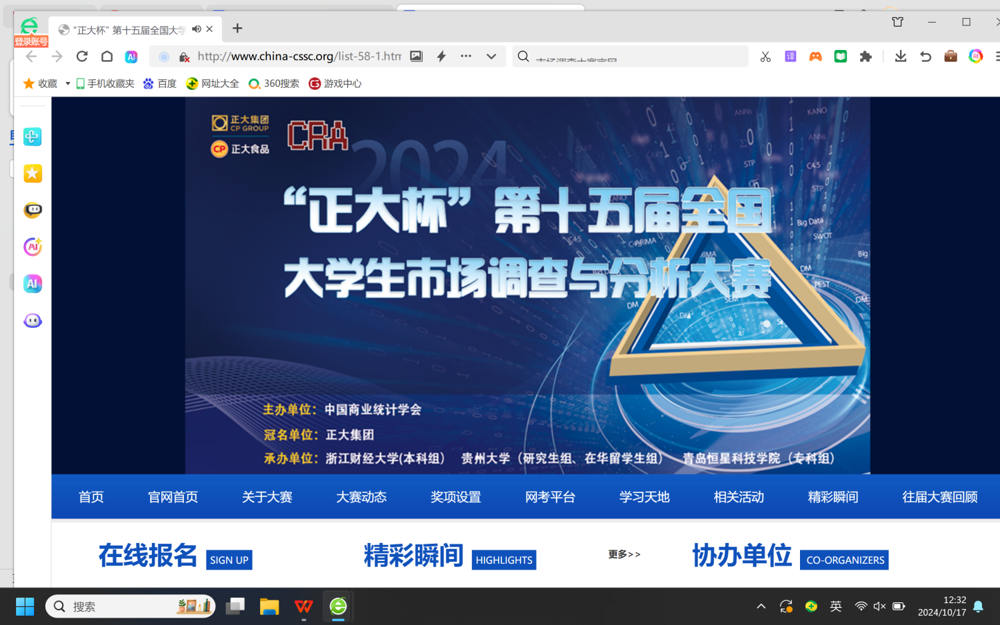 登录账号
“正大杯” 第十五届全国大学
http://www.china-cssc.org/list-58-1.htm
市场调查大赛官网
收藏
手机收藏夹
百度
网址大全
360搜索
游戏中心
正大集团
CP GROUP
正大食品
CRA
2024
“正大杯”第十五届全国
大学生市场调查与分析大赛
主办单位：中国商业统计学会
冠名单位：正大集团
承办单位：浙江财经大学(本科组) 贵州大学（研究生组、在华留学生组） 青岛恒星科技学院（专科组）
首页 官网首页 关于大赛 大赛动态 奖项设置 网考平台 学习天地 相关活动 精彩瞬间 往届大赛回顾
在线报名 SIGN UP
精彩瞬间 HIGHLIGHTS
更多>>
协办单位 CO-ORGANIZERS
搜索
英
12:32
2024/10/17